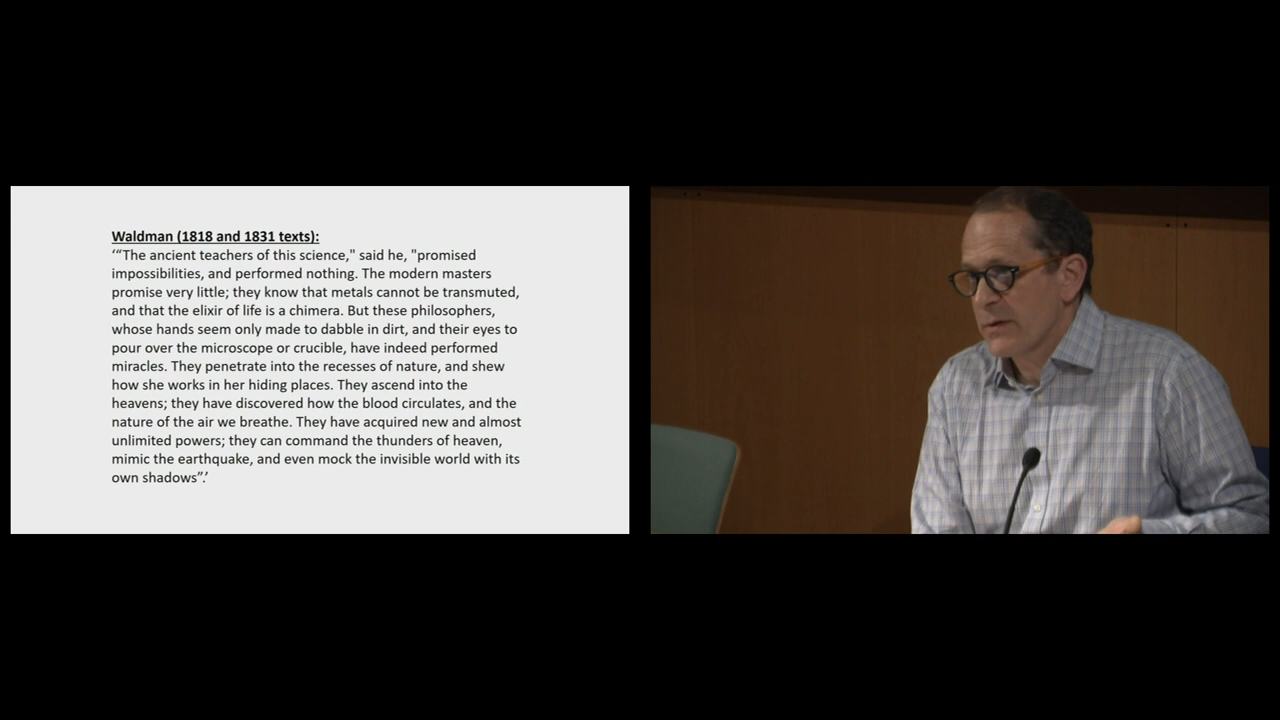 Waldman (1818 and 1831 texts):
‘“The ancient teachers of this science," said he, "promised
impossibilities, and performed nothing. The modern masters
promise very little; they know that metals cannot be transmuted,
and that the elixir of life is a chimera. But these philosophers,
whose hands seem only made to dabble in dirt, and their eyes to
pour over the microscope or crucible, have indeed performed
miracles. They penetrate into the recesses of nature, and shew
how she works in her hiding places. They ascend into the
heavens; they have discovered how the blood circulates, and the
nature of the air we breathe. They have acquired new and almost
unlimited powers; they can command the thunders of heaven,
mimic the earthquake, and even mock the invisible world with its
own shadows”.’